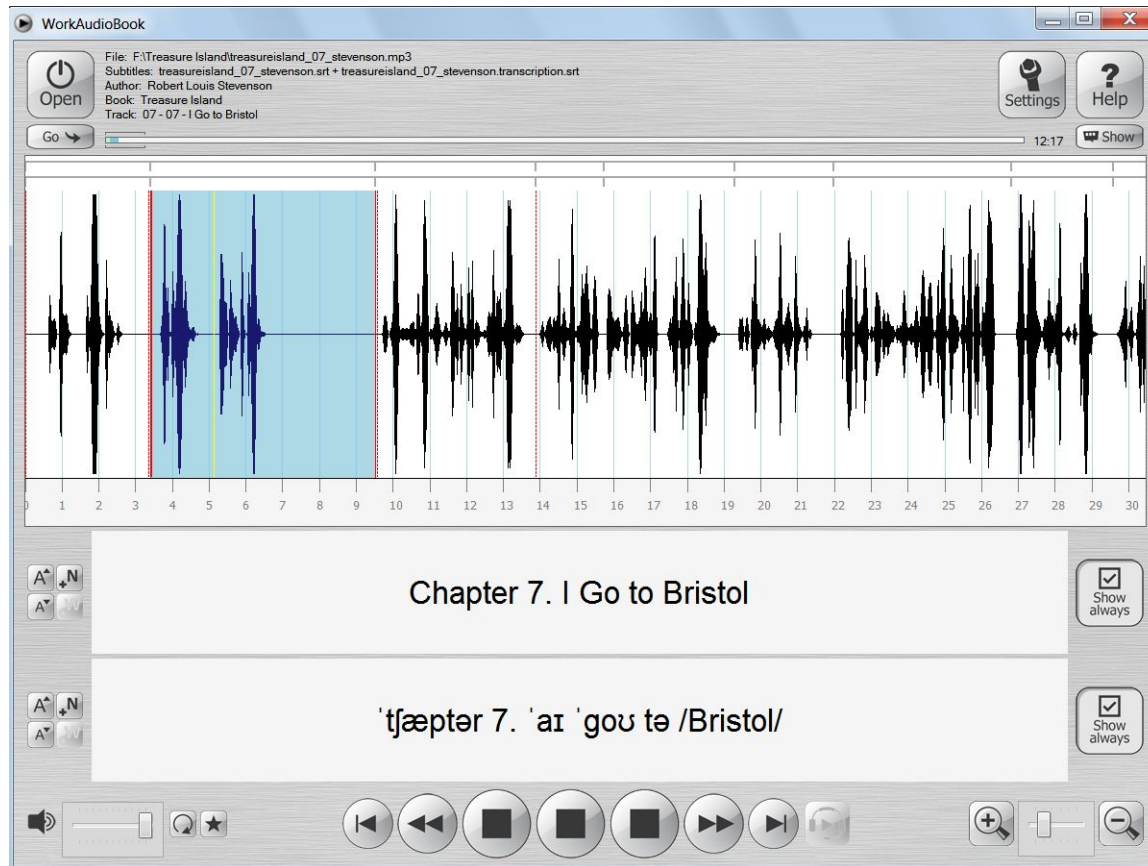 WorkAudioBook
File: F:\Treasure Island\treasureisland_07_stevenson.mp3
Subtitles: treasureisland_07_stevenson.srt + treasureisland_07_stevenson.transcription.srt
Author: Robert Louis Stevenson
Book: Treasure Island
Track: 07 - 07 - I Go to Bristol
Open
Settings
? Help
Go
12:17
Show
1 2 3 4 5 6 7 8 9 10 11 12 13 14 15 16 17 18 19 20 21 22 23 24 25 26 27 28 29 30
A N
A
Chapter 7. I Go to Bristol
Show always
A N
A
ˈtʃæptər 7. ˈaɪ ˈgoʊ tə /Bristol/
Show always